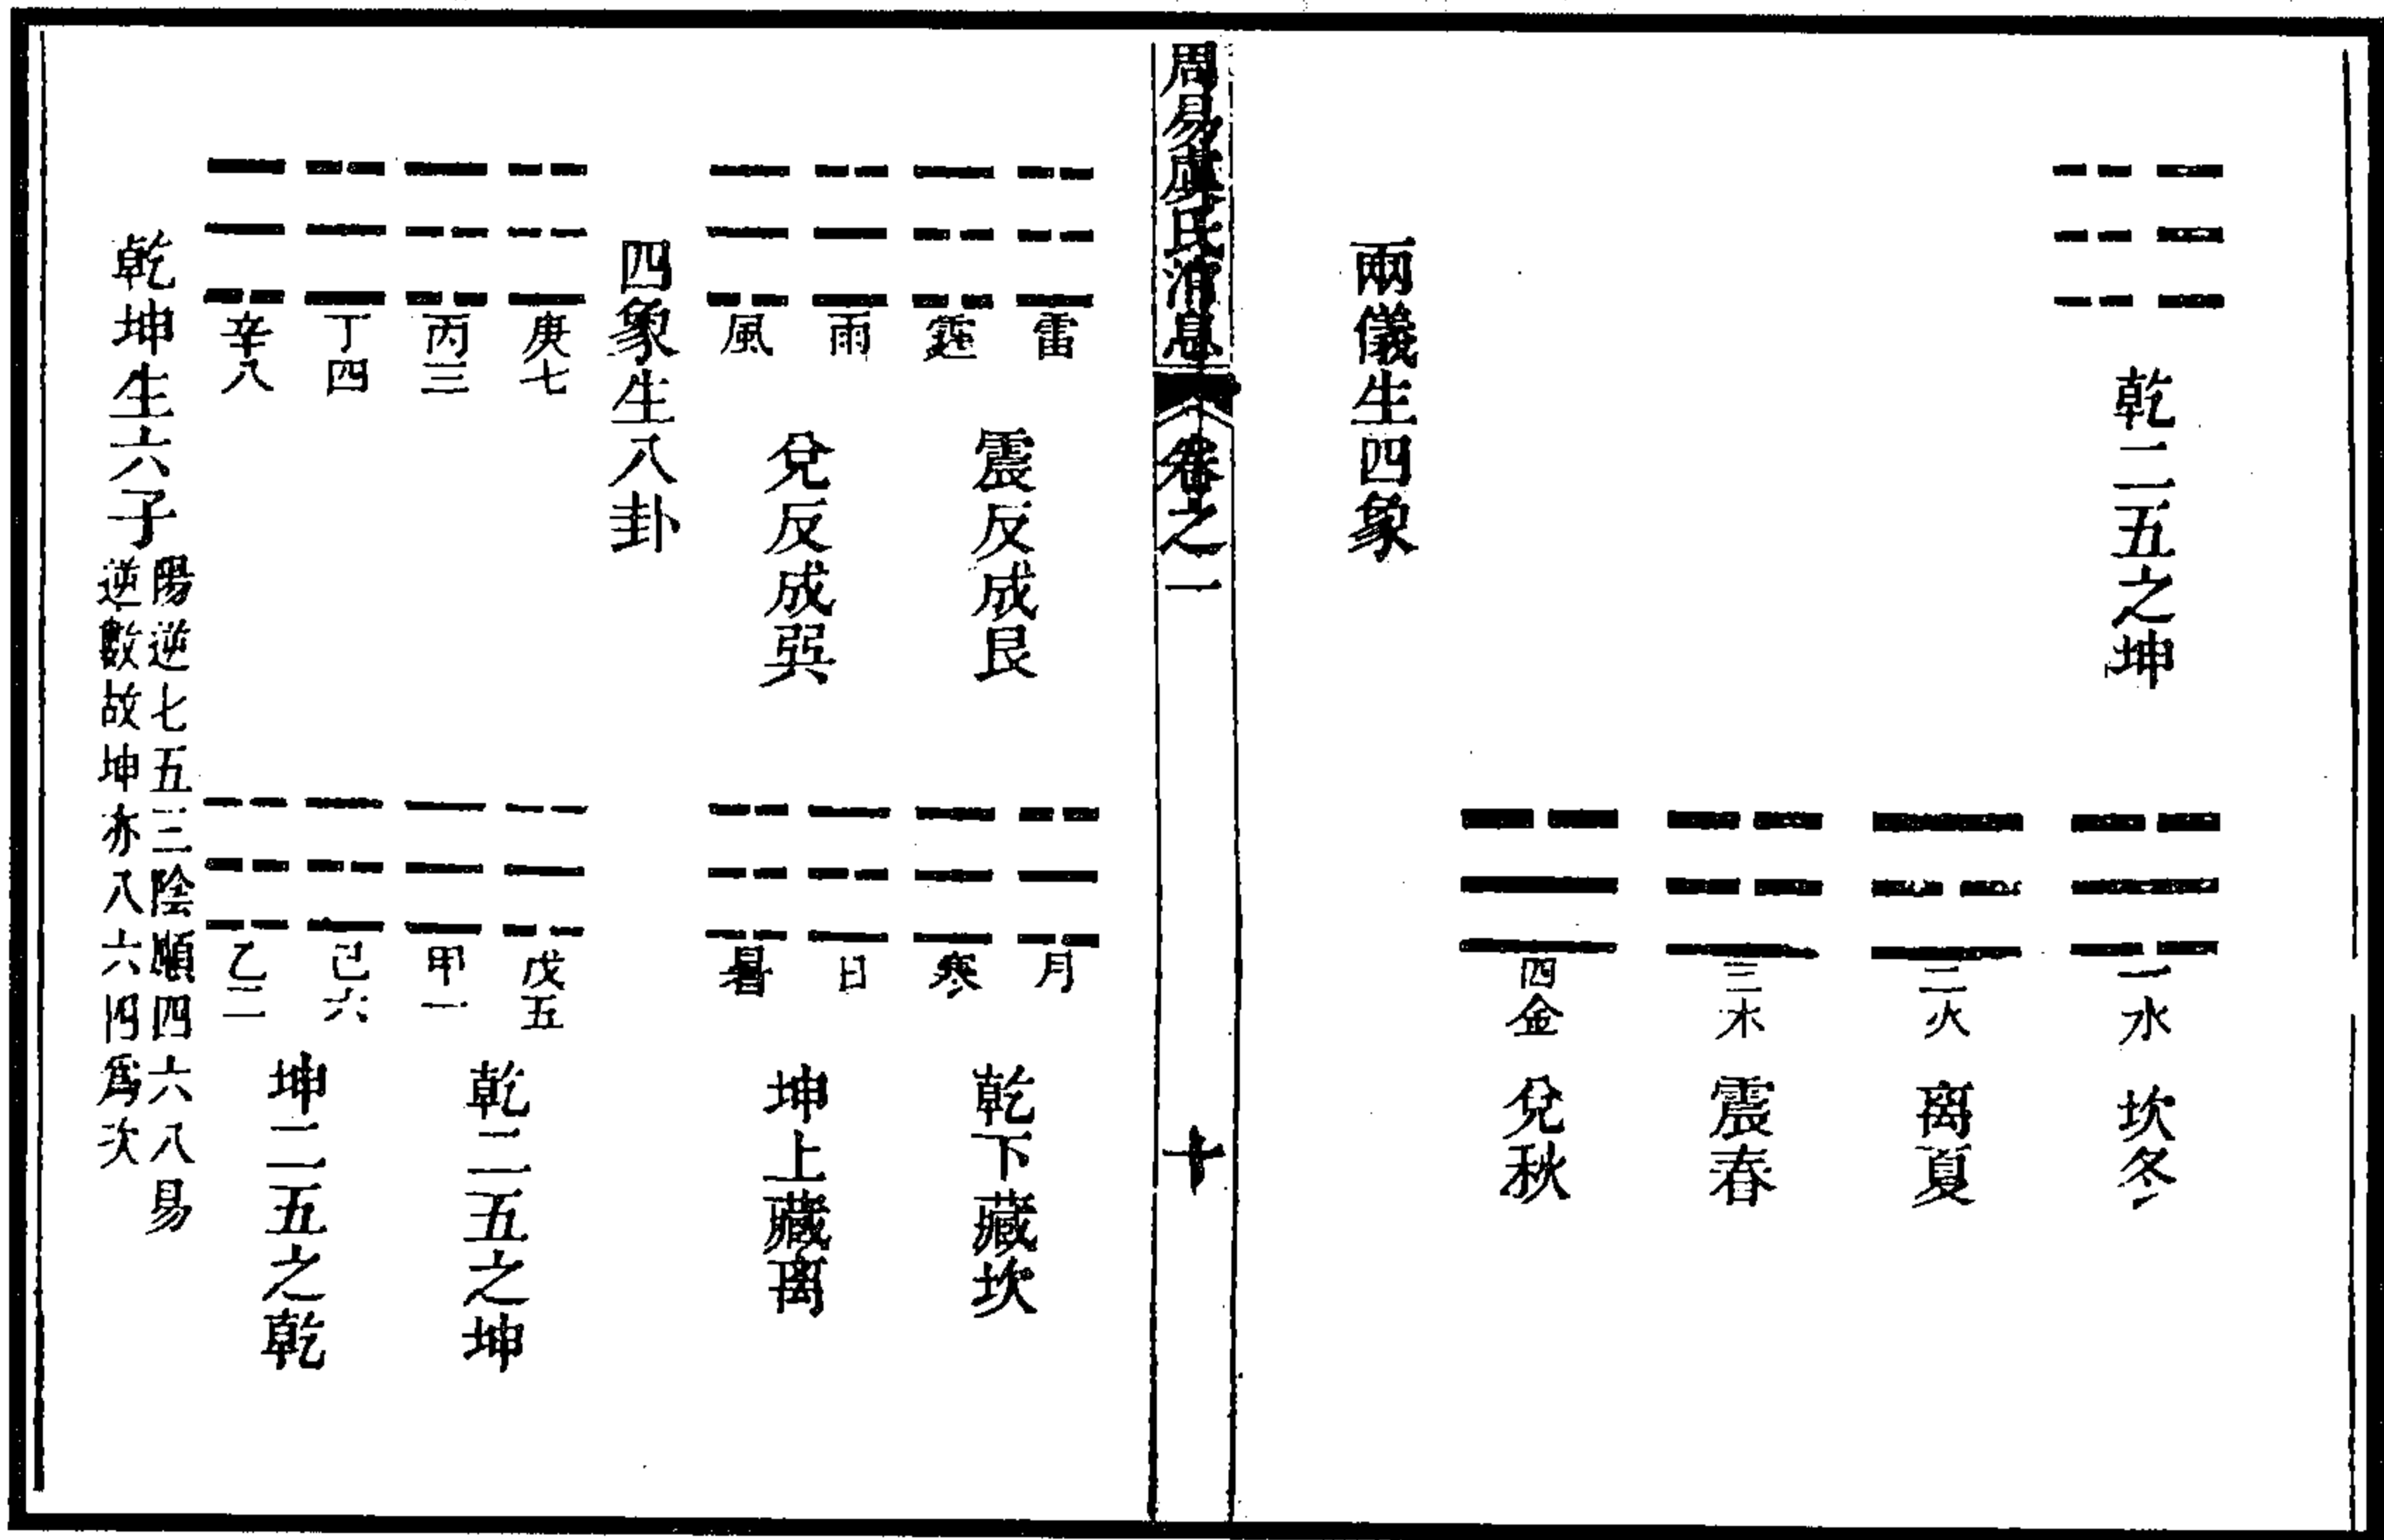 乾二五之坤
一水 坎冬
二火 离夏
三木 震春
四金 兌秋
兩儀生四象
周易虞氏消息 卷之一 十
雷
霆
震反成艮
雨
風
兌反成巽
月
寒
乾下藏坎
日
暑
坤上藏离
四象生八卦
庚七
丙三
丁四
辛八
戊五
甲一
乾二五之坤
己六
乙二
坤二五之乾
乾坤生六子
陽逆七五三陰順四六八易
逆數故坤亦八六四爲次